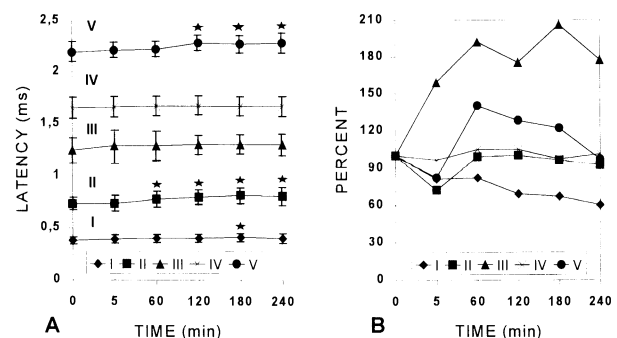 2,5
2
1,5
1
0,5
0
LATENCY (ms)
V
IV
III
II
I
I II III IV V
0 5 60 120 180 240
A TIME (min)
210
180
150
120
90
60
30
0
PERCENT
I II III IV V
0 5 60 120 180 240
B TIME (min)